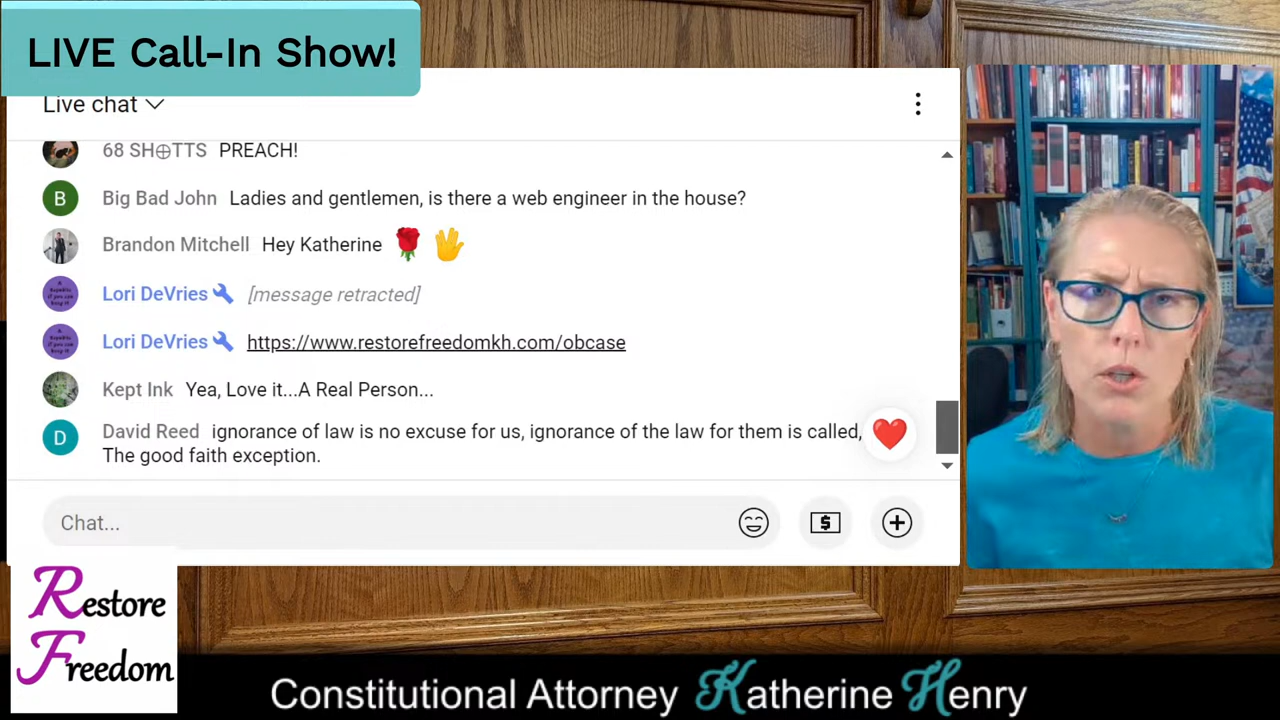 LIVE Call-In Show!
Live chat
68 SH⊕TTS PREACH!
Big Bad John Ladies and gentlemen, is there a web engineer in the house?
B
Brandon Mitchell Hey Katherine 🌹 🖖
Lori DeVries [message retracted]
Lori DeVries https://www.restorefreedomkh.com/obcase
Kept Ink Yea, Love it...A Real Person...
D
David Reed ignorance of law is no excuse for us, ignorance of the law for them is called,
The good faith exception.
Chat...
$
Restore
Freedom
Constitutional Attorney Katherine Henry